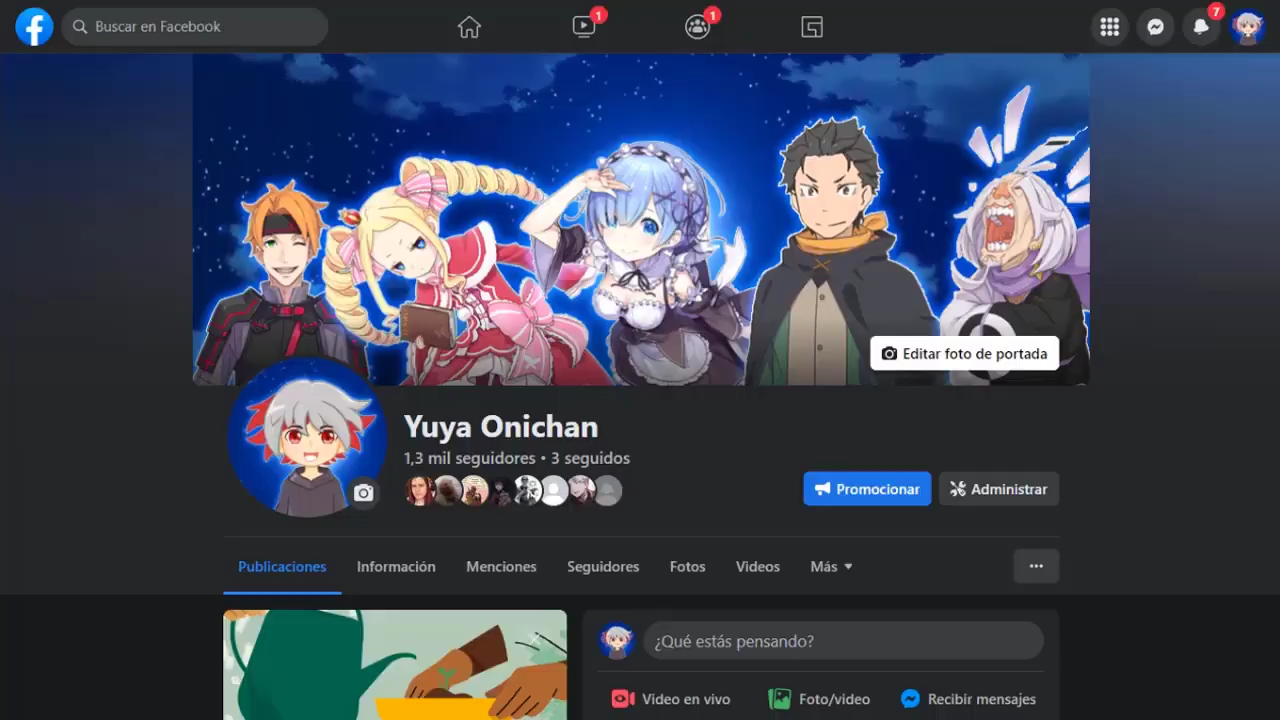 Buscar en Facebook
1
1
7
Editar foto de portada
Yuya Onichan
1,3 mil seguidores • 3 seguidos
Promocionar
Administrar
Publicaciones
Información
Menciones
Seguidores
Fotos
Videos
Más
¿Qué estás pensando?
Video en vivo
Foto/video
Recibir mensajes